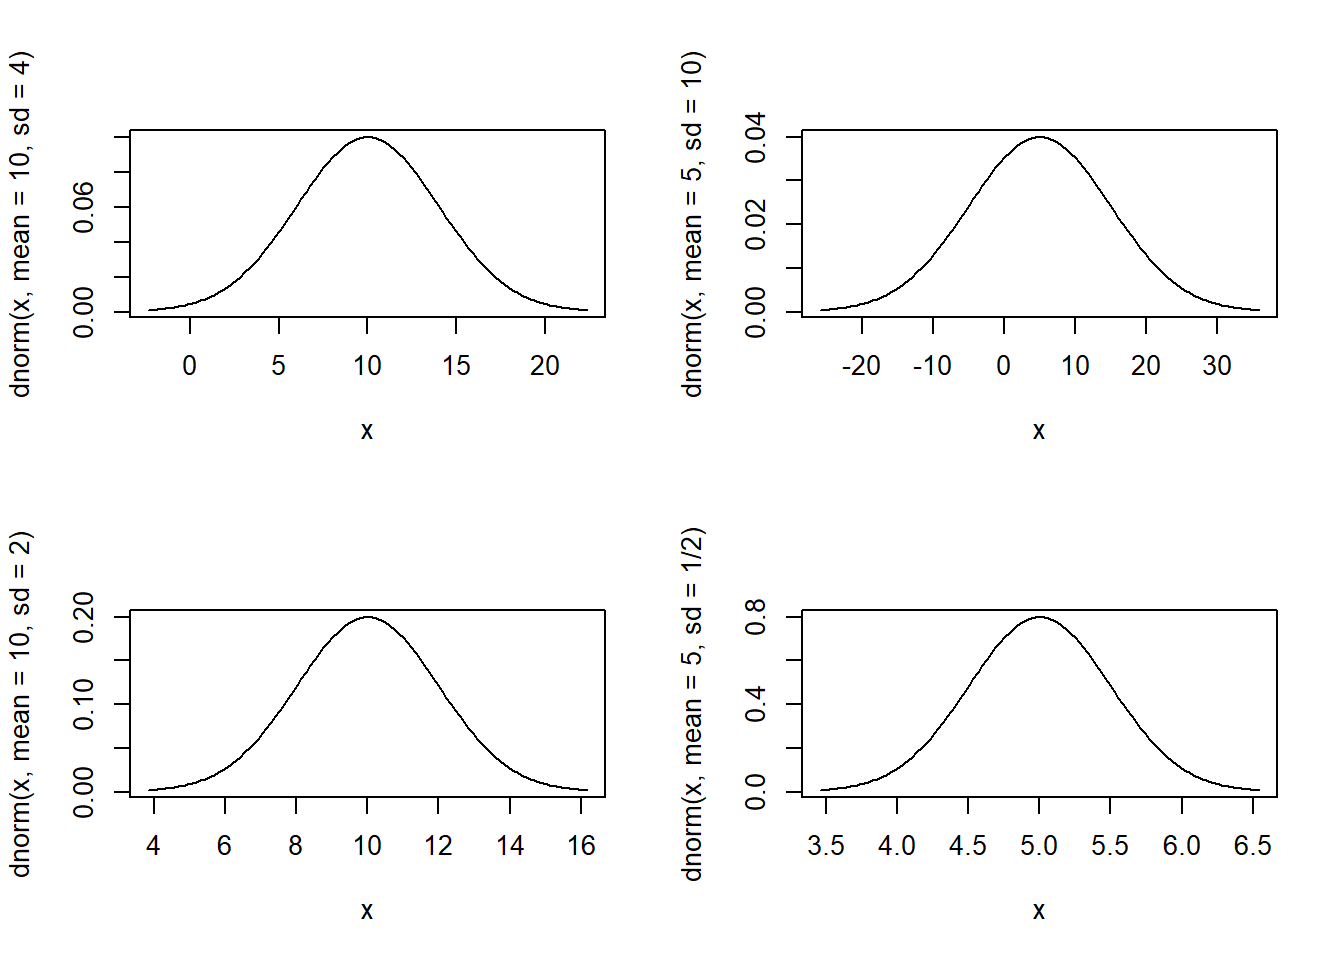 dnorm(x, mean = 10, sd = 4)
0.00 0.06
0 5 10 15 20
x
dnorm(x, mean = 5, sd = 10)
0.00 0.02 0.04
-20 -10 0 10 20 30
x
dnorm(x, mean = 10, sd = 2)
0.00 0.10 0.20
4 6 8 10 12 14 16
x
dnorm(x, mean = 5, sd = 1/2)
0.0 0.4 0.8
3.5 4.0 4.5 5.0 5.5 6.0 6.5
x